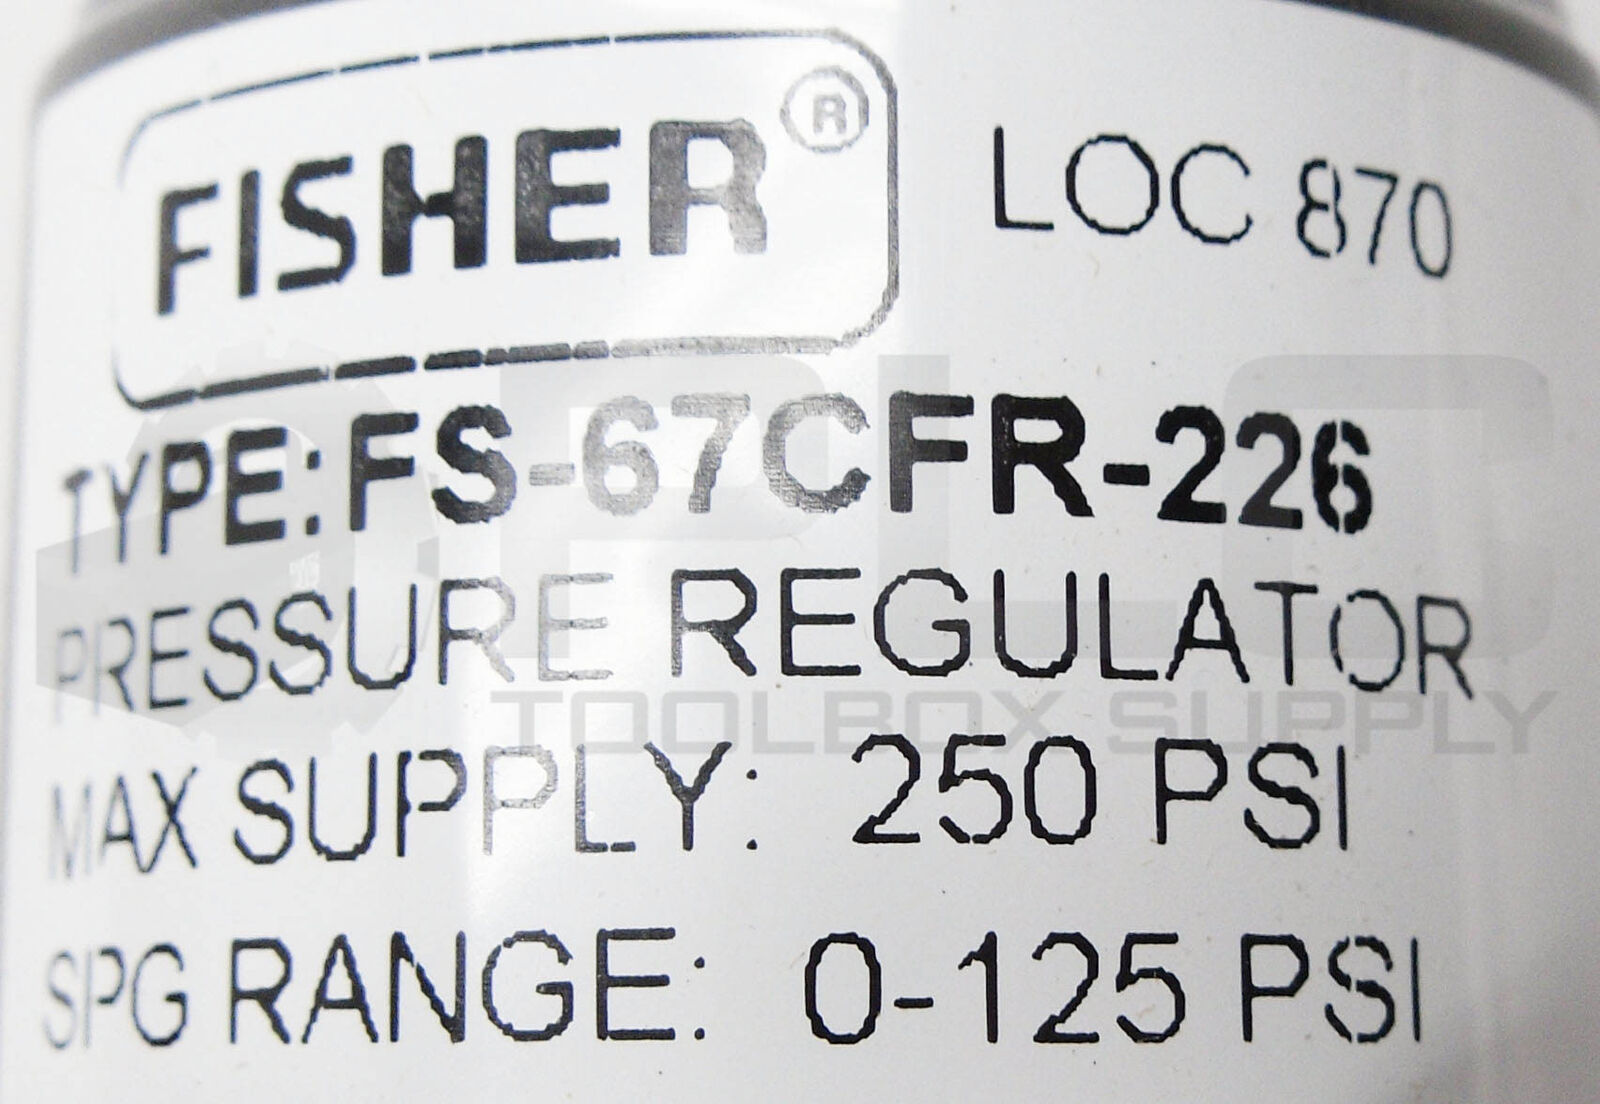 FISHER®
LOC 870
TYPE: FS-67CFR-226
PRESSURE REGULATOR
MAX SUPPLY: 250 PSI
SPG RANGE: 0-125 PSI
PLC
TOOLBOX SUPPLY